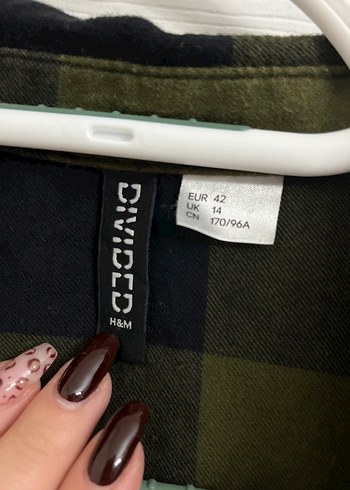 DIVIDED
H&M
EUR 42
UK 14
CN 170/96A